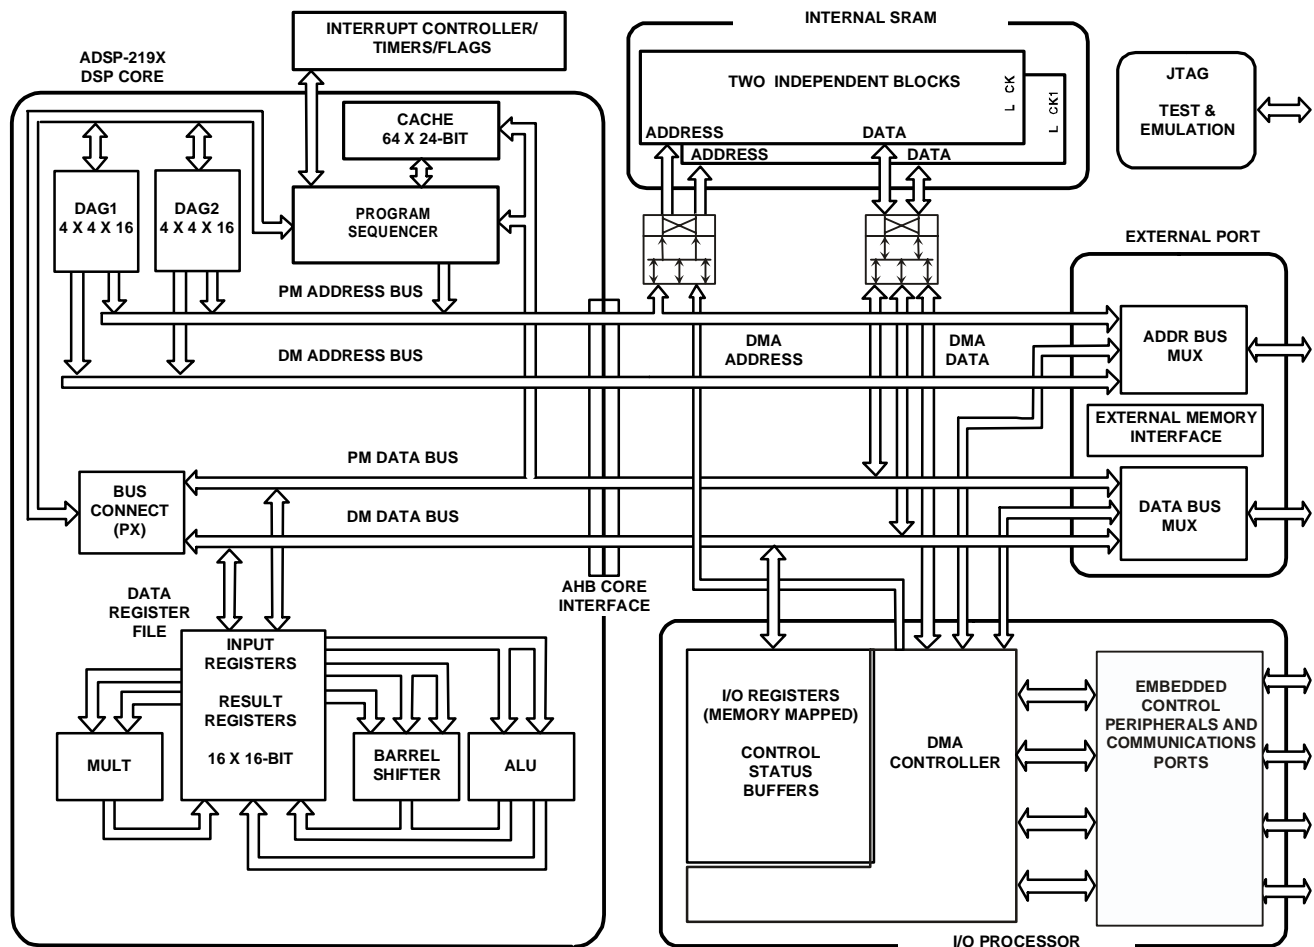 ADSP-219X
DSP CORE
INTERRUPT CONTROLLER/
TIMERS/FLAGS
CACHE
64 X 24-BIT
DAG1
4 X 4 X 16
DAG2
4 X 4 X 16
PROGRAM
SEQUENCER
INTERNAL SRAM
TWO INDEPENDENT BLOCKS
ADDRESS
DATA
ADDRESS
DATA
L CK
L CK1
JTAG
TEST &
EMULATION
EXTERNAL PORT
PM ADDRESS BUS
DM ADDRESS BUS
DMA
ADDRESS
DMA
DATA
ADDR BUS
MUX
EXTERNAL MEMORY
INTERFACE
DATA BUS
MUX
PM DATA BUS
BUS
CONNECT
(PX)
DM DATA BUS
AHB CORE
INTERFACE
DATA
REGISTER
FILE
INPUT
REGISTERS
RESULT
REGISTERS
16 X 16-BIT
MULT
BARREL
SHIFTER
ALU
I/O REGISTERS
(MEMORY MAPPED)
CONTROL
STATUS
BUFFERS
DMA
CONTROLLER
EMBEDDED
CONTROL
PERIPHERALS AND
COMMUNICATIONS
PORTS
I/O PROCESSOR